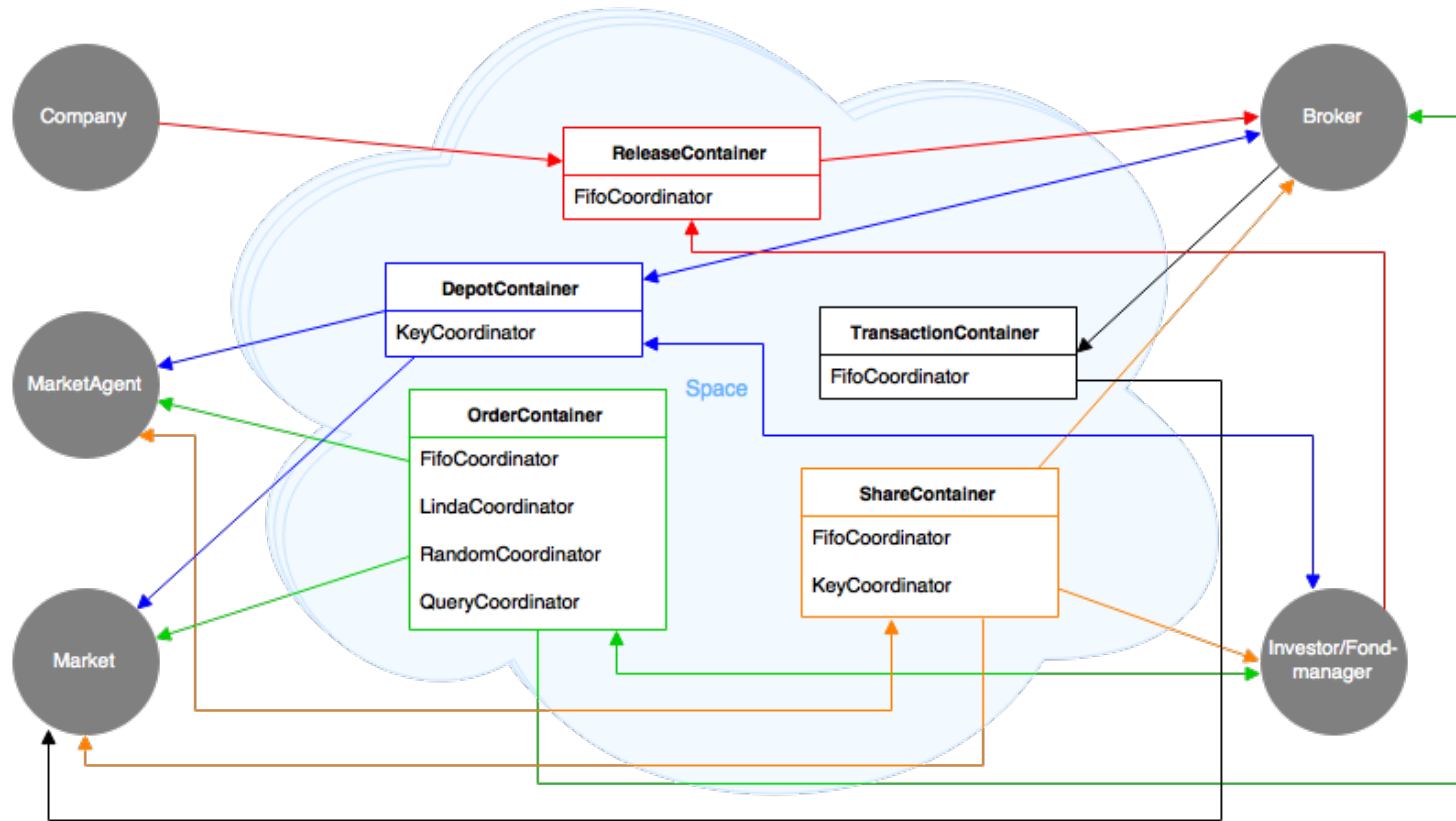 Company
Broker
ReleaseContainer
FifoCoordinator
DepotContainer
KeyCoordinator
TransactionContainer
FifoCoordinator
MarketAgent
Space
OrderContainer
FifoCoordinator
LindaCoordinator
RandomCoordinator
QueryCoordinator
ShareContainer
FifoCoordinator
KeyCoordinator
Market
Investor/Fond-
manager